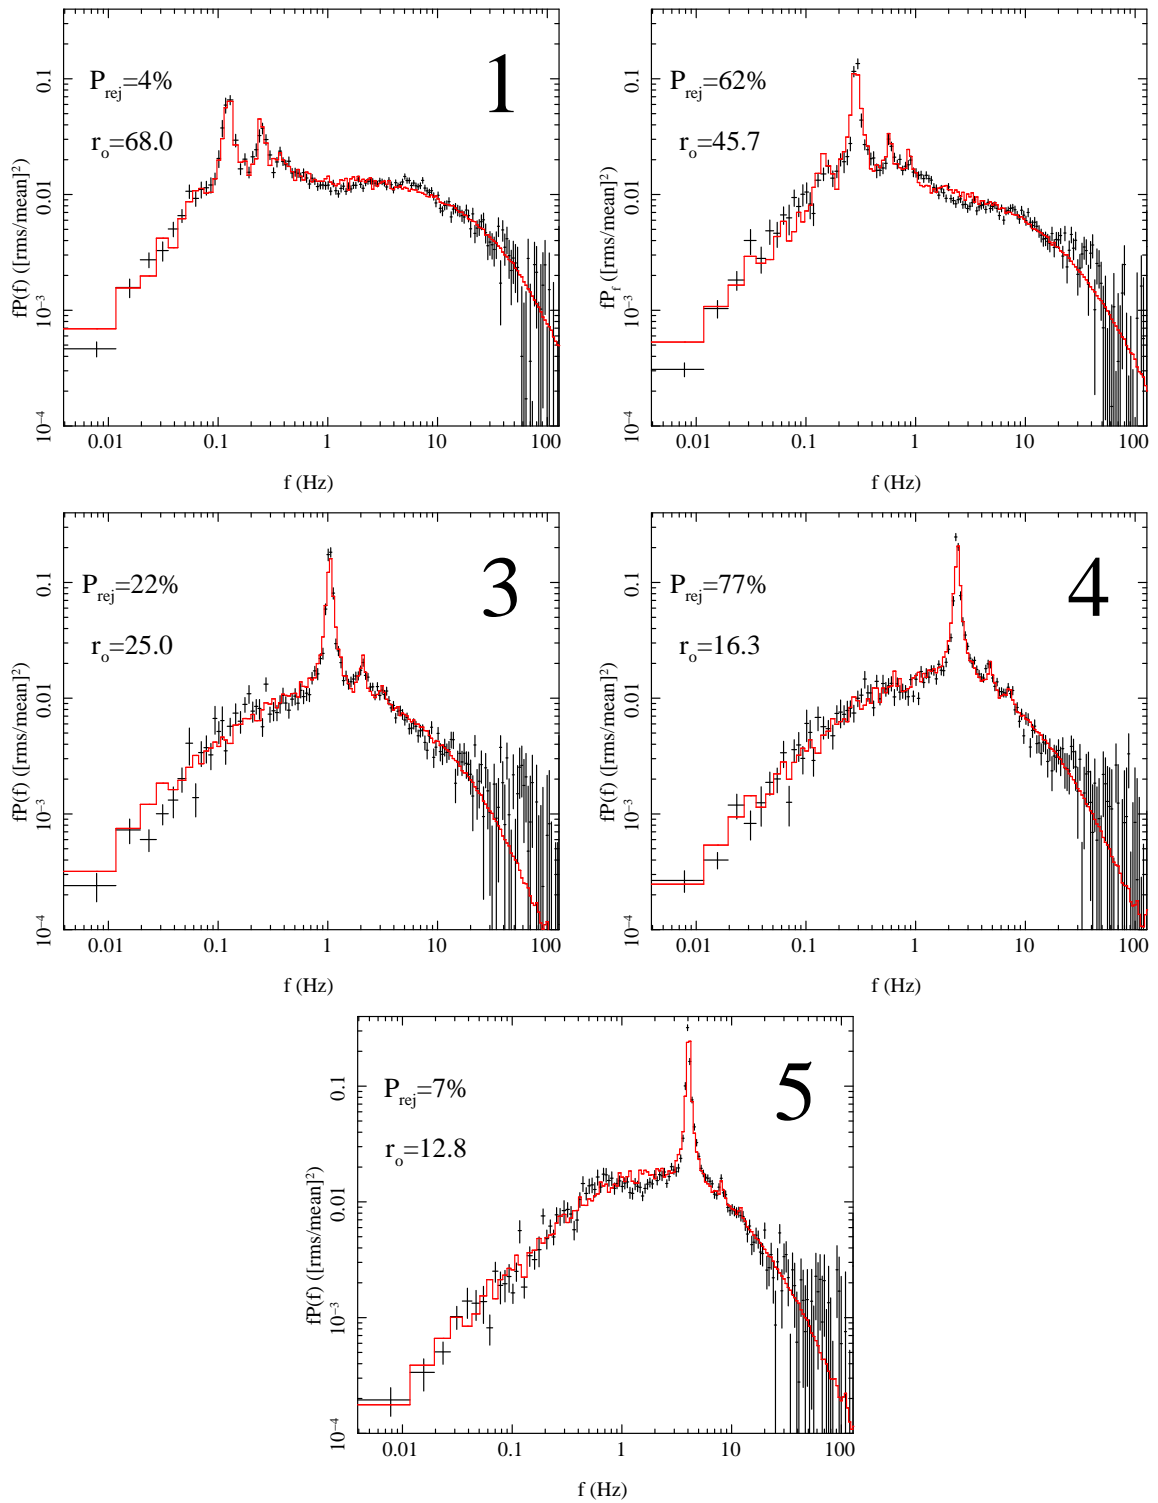 1
P_rej=4%
r_o=68.0
fP(f) ([rms/mean]²)
0.1
0.01
10⁻³
10⁻⁴
0.01 0.1 1 10 100
f (Hz)
P_rej=62%
r_o=45.7
fP_f ([rms/mean]²)
0.1
0.01
10⁻³
10⁻⁴
0.01 0.1 1 10 100
f (Hz)
3
P_rej=22%
r_o=25.0
fP(f) ([rms/mean]²)
0.1
0.01
10⁻³
10⁻⁴
0.01 0.1 1 10 100
f (Hz)
4
P_rej=77%
r_o=16.3
fP(f) ([rms/mean]²)
0.1
0.01
10⁻³
10⁻⁴
0.01 0.1 1 10 100
f (Hz)
5
P_rej=7%
r_o=12.8
fP(f) ([rms/mean]²)
0.1
0.01
10⁻³
10⁻⁴
0.01 0.1 1 10 100
f (Hz)